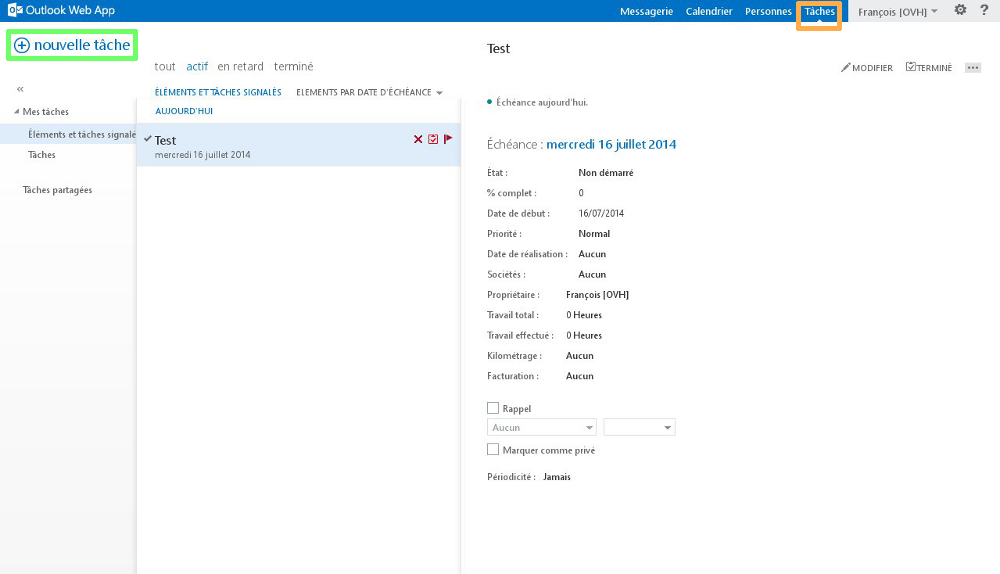 Outlook Web App
Messagerie Calendrier Personnes Tâches François [OVH] ?
nouvelle tâche
tout actif en retard terminé
ÉLÉMENTS ET TÂCHES SIGNALÉS ELEMENTS PAR DATE D'ÉCHÉANCE
AUJOURD'HUI
«
Mes tâches
Éléments et tâches signalé
Tâches
Tâches partagées
Test
mercredi 16 juillet 2014
Test
MODIFIER TERMINÉ ...
Échéance aujourd'hui.
Échéance : mercredi 16 juillet 2014
État : Non démarré
% complet : 0
Date de début : 16/07/2014
Priorité : Normal
Date de réalisation : Aucun
Sociétés : Aucun
Propriétaire : François [OVH]
Travail total : 0 Heures
Travail effectué : 0 Heures
Kilométrage : Aucun
Facturation : Aucun
Rappel
Aucun
Marquer comme privé
Périodicité : Jamais